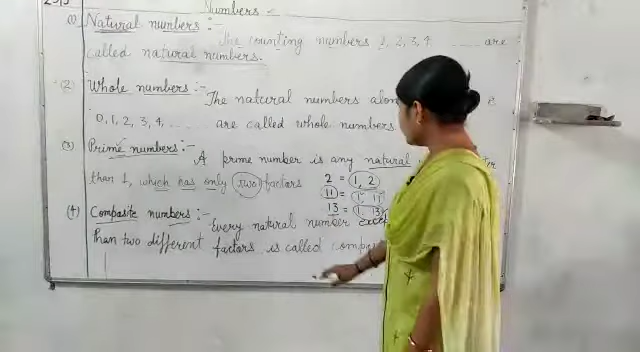 Numbers :-
(1) Natural numbers :-
The counting numbers 1, 2, 3, 4, ..... are
called natural numbers.
(2) Whole numbers :-
The natural numbers
0, 1, 2, 3, 4, ..... are called whole numbers.
(3) Prime numbers :-
A prime number is any natural
than 1, which has only two factors
2 = 1, 2
11 = 1, 11
13 = 1, 13
(4) Composite numbers :-
Every natural number
than two different factors is called